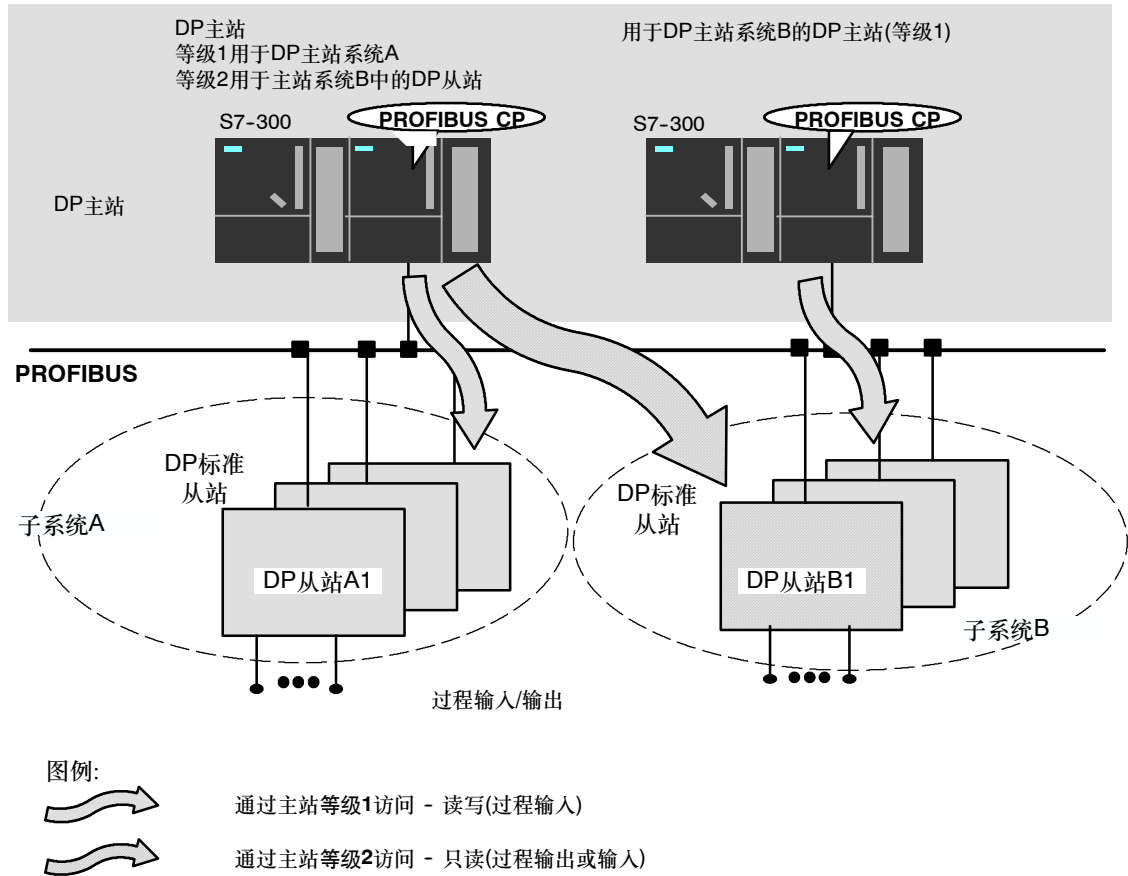 DP主站
等级1用于DP主站系统A
等级2用于主站系统B中的DP从站
用于DP主站系统B的DP主站(等级1)
S7-300
PROFIBUS CP
S7-300
PROFIBUS CP
DP主站
PROFIBUS
DP标准
从站
子系统A
DP从站A1
DP标准
从站
DP从站B1
子系统B
过程输入/输出
图例:
通过主站等级1访问 - 读写(过程输入)
通过主站等级2访问 - 只读(过程输出或输入)